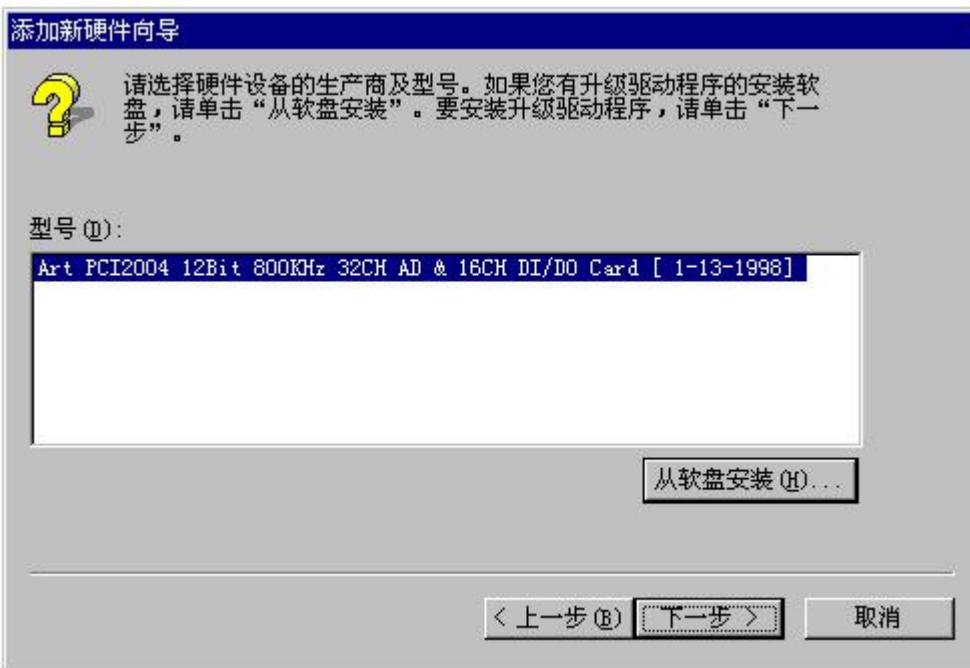 添加新硬件向导
请选择硬件设备的生产商及型号。如果您有升级驱动程序的安装软
盘，请单击“从软盘安装”。要安装升级驱动程序，请单击“下一
步”。
型号(D):
Art PCI2004 12Bit 800KHz 32CH AD & 16CH DI/DO Card [ 1-13-1998]
从软盘安装(H)...
< 上一步(B)
下一步 >
取消